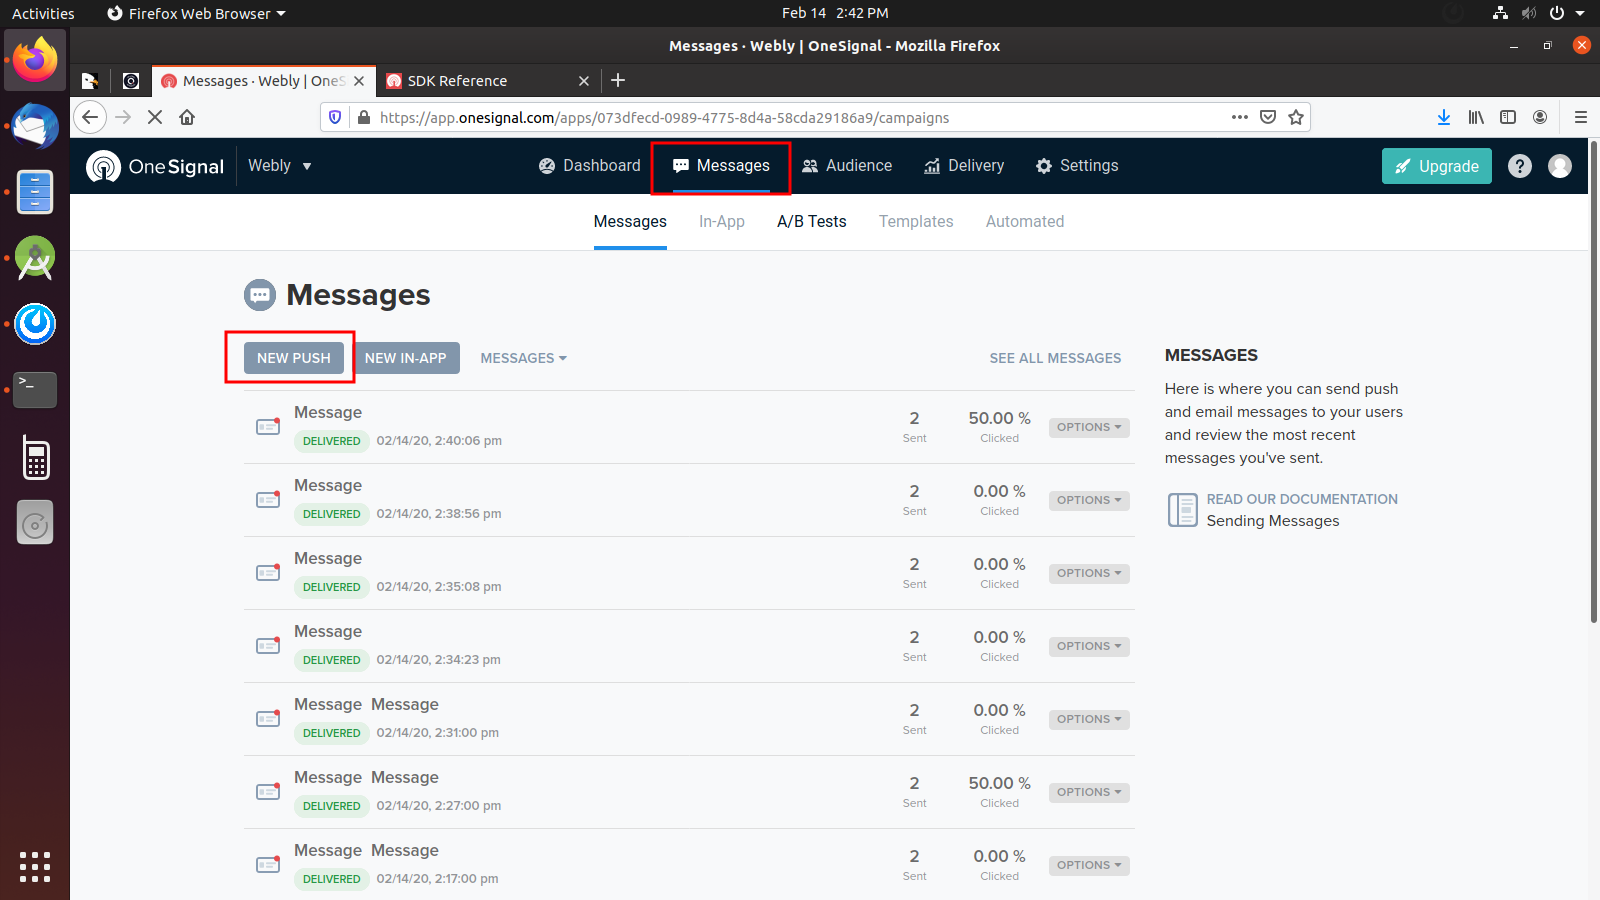 Activities Firefox Web Browser Feb 14 2:42 PM
Messages · Webly | OneSignal - Mozilla Firefox
Messages · Webly | OneS SDK Reference
https://app.onesignal.com/apps/073dfecd-0989-4775-8d4a-58cda29186a9/campaigns
OneSignal Webly Dashboard Messages Audience Delivery Settings Upgrade ?
Messages In-App A/B Tests Templates Automated
Messages
NEW PUSH NEW IN-APP MESSAGES SEE ALL MESSAGES
Message 2 50.00 % OPTIONS
DELIVERED 02/14/20, 2:40:06 pm Sent Clicked
Message 2 0.00 % OPTIONS
DELIVERED 02/14/20, 2:38:56 pm Sent Clicked
Message 2 0.00 % OPTIONS
DELIVERED 02/14/20, 2:35:08 pm Sent Clicked
Message 2 0.00 % OPTIONS
DELIVERED 02/14/20, 2:34:23 pm Sent Clicked
Message Message 2 0.00 % OPTIONS
DELIVERED 02/14/20, 2:31:00 pm Sent Clicked
Message Message 2 50.00 % OPTIONS
DELIVERED 02/14/20, 2:27:00 pm Sent Clicked
Message Message 2 0.00 % OPTIONS
DELIVERED 02/14/20, 2:17:00 pm Sent Clicked
MESSAGES
Here is where you can send push
and email messages to your users
and review the most recent
messages you've sent.
READ OUR DOCUMENTATION
Sending Messages